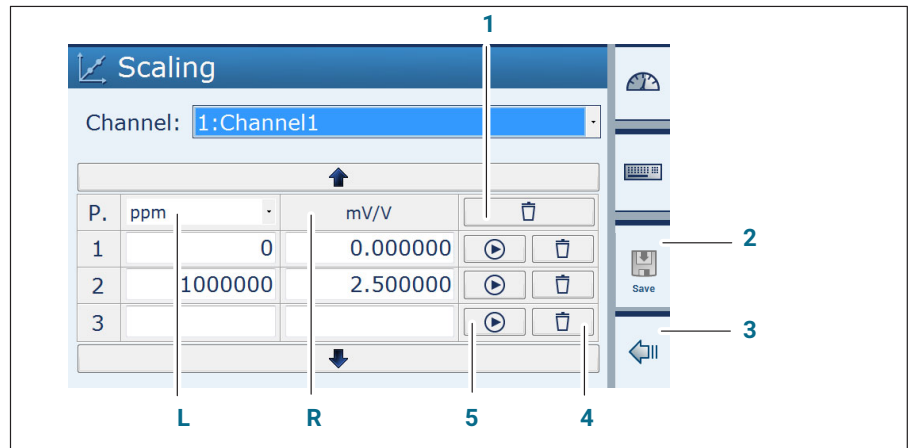 1
Scaling
Channel: 1:Channel1
P. ppm mV/V
1 0 0.000000
2 1000000 2.500000
3
Save
2
3
L R 5 4